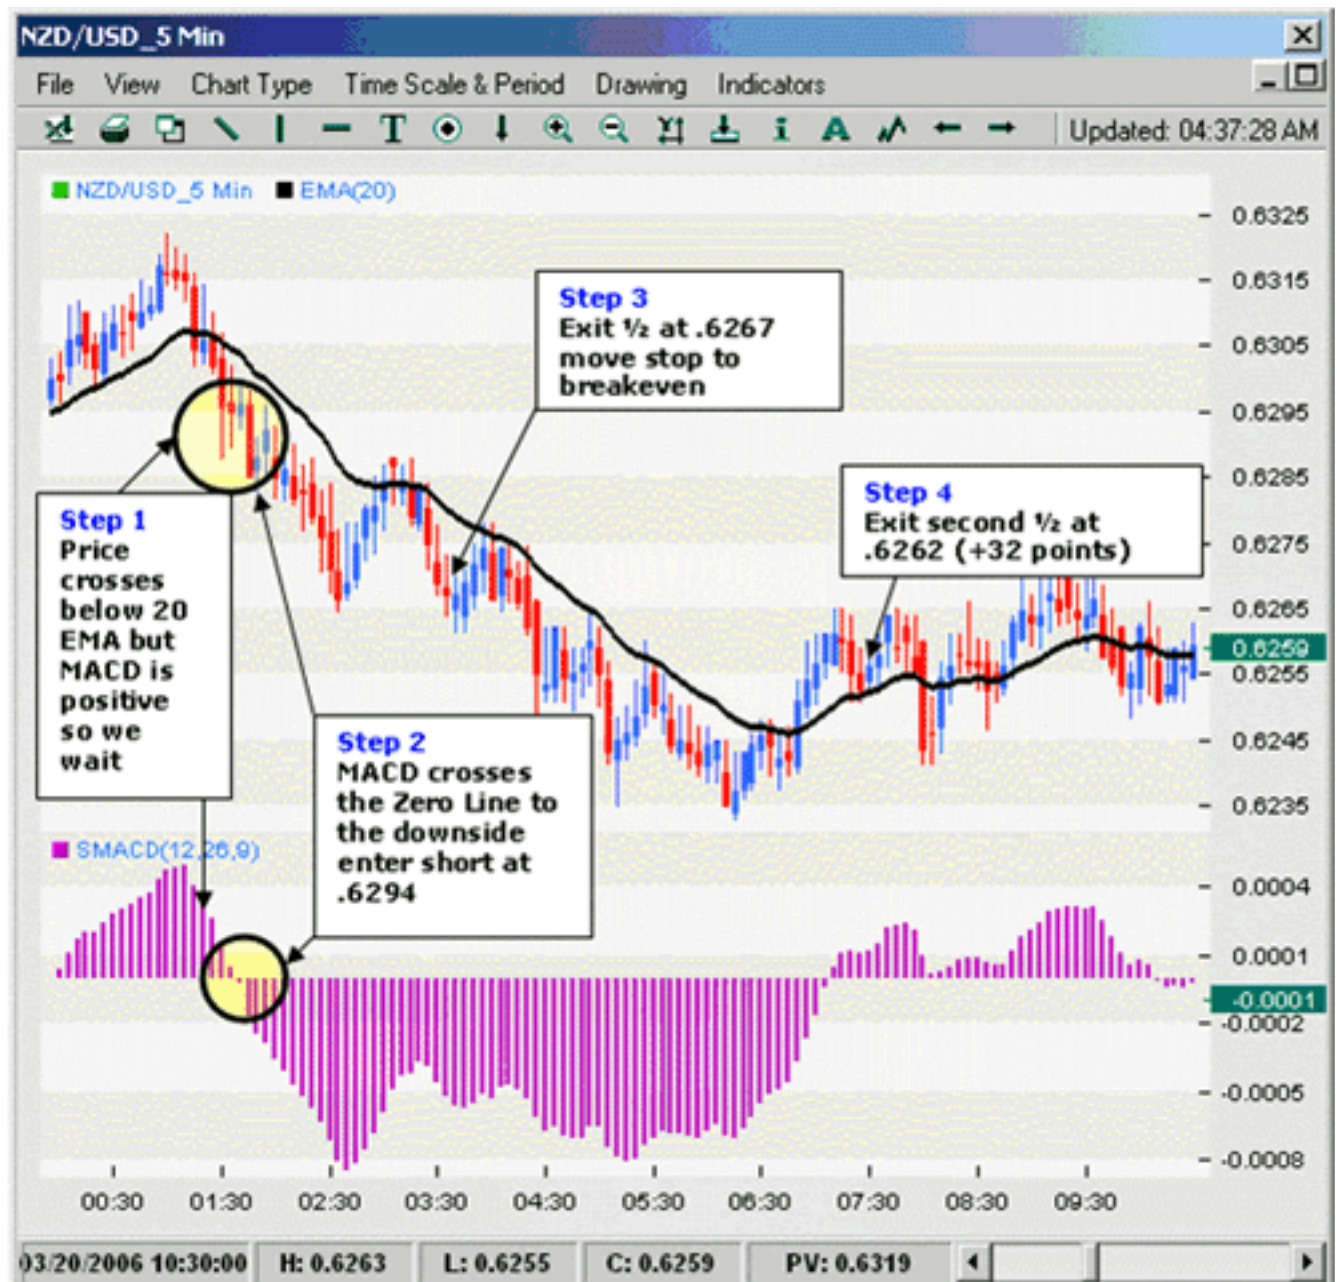 NZD/USD_5 Min
File View Chart Type Time Scale & Period Drawing Indicators
T i A Updated: 04:37:28 AM
NZD/USD_5 Min EMA(20)
0.6325
0.6315
0.6305
0.6295
0.6285
0.6275
0.6265
0.6259
0.6255
0.6245
0.6235
Step 3
Exit ½ at .6267
move stop to
breakeven
Step 4
Exit second ½ at
.6262 (+32 points)
Step 1
Price
crosses
below 20
EMA but
MACD is
positive
so we
wait
Step 2
MACD crosses
the Zero Line to
the downside
enter short at
.6294
SMACD(12,26,9)
0.0004
0.0001
-0.0001
-0.0002
-0.0005
-0.0008
00:30 01:30 02:30 03:30 04:30 05:30 06:30 07:30 08:30 09:30
03/20/2006 10:30:00 H: 0.6263 L: 0.6255 C: 0.6259 PV: 0.6319